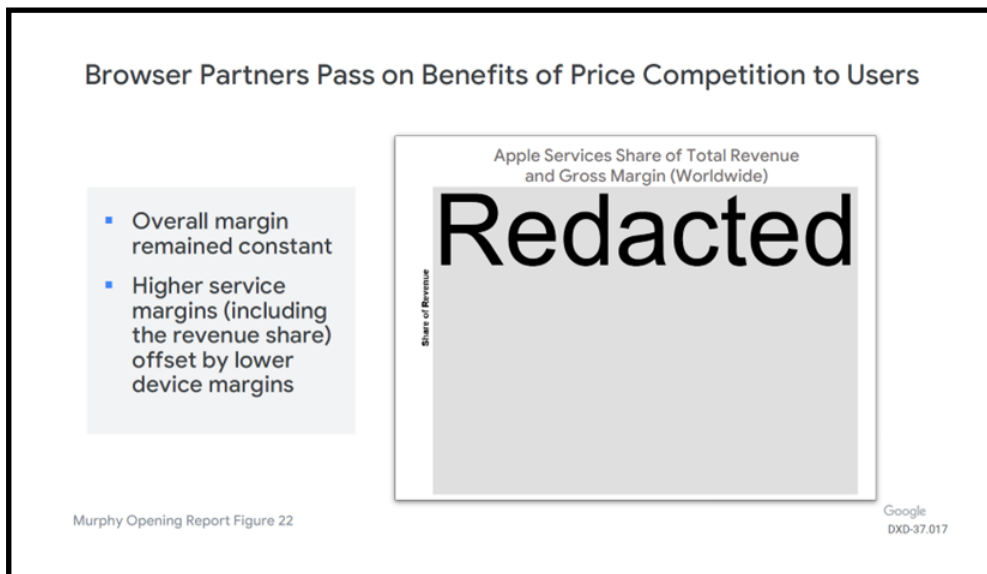 Browser Partners Pass on Benefits of Price Competition to Users
▪ Overall margin
remained constant
▪ Higher service
margins (including
the revenue share)
offset by lower
device margins
Apple Services Share of Total Revenue
and Gross Margin (Worldwide)
Redacted
Share of Revenue
Murphy Opening Report Figure 22
Google
DXD-37.017